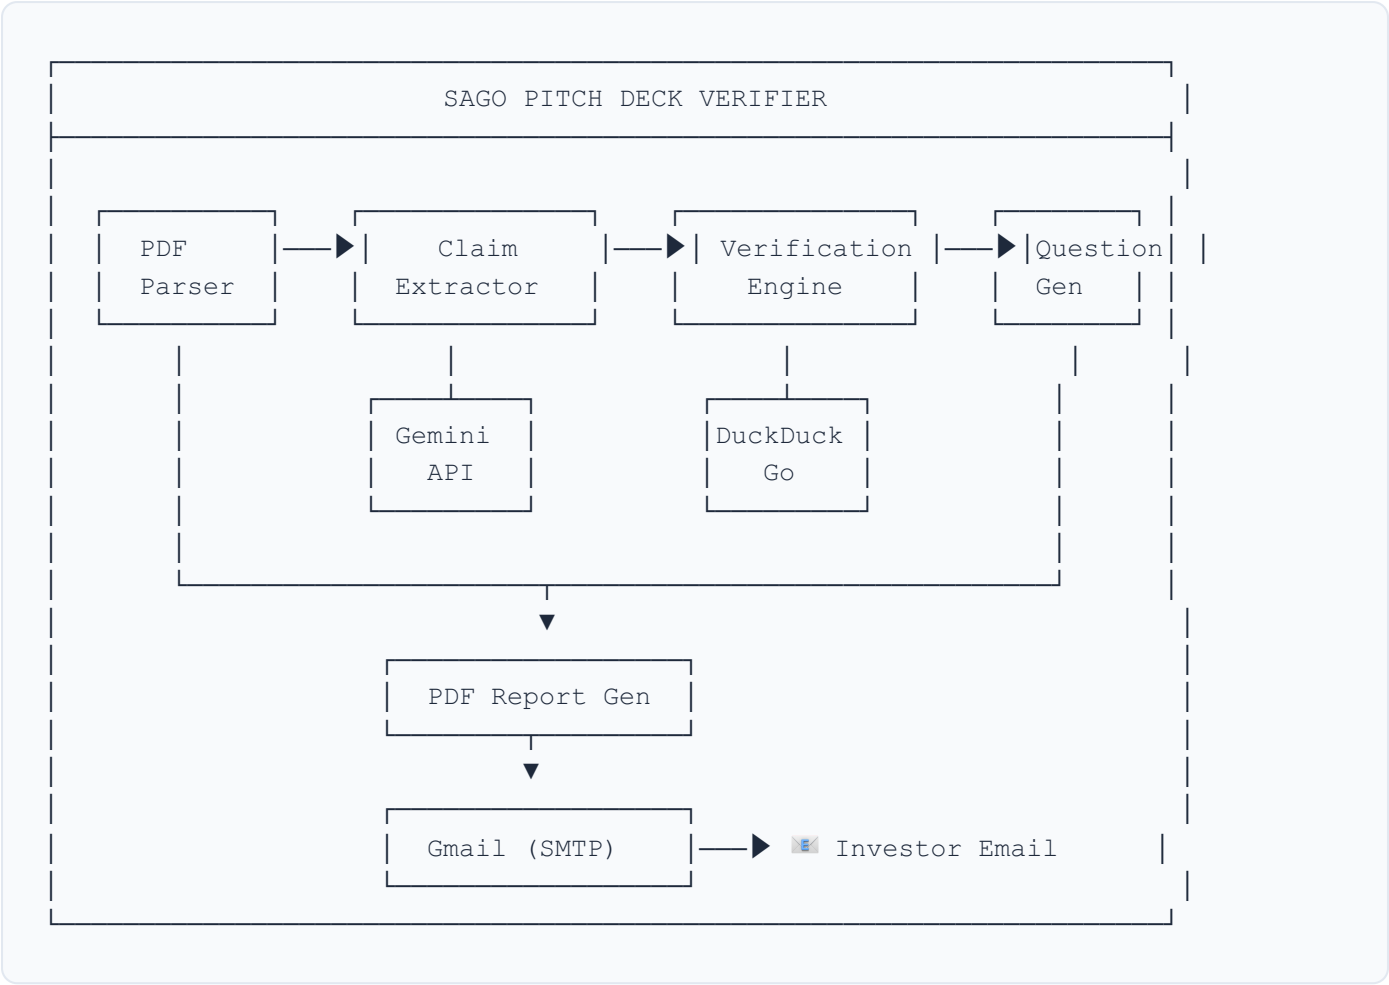 SAGO PITCH DECK VERIFIER
PDF Claim Verification Question
Parser Extractor Engine Gen
Gemini DuckDuck
API Go
PDF Report Gen
Gmail (SMTP) 📧 Investor Email